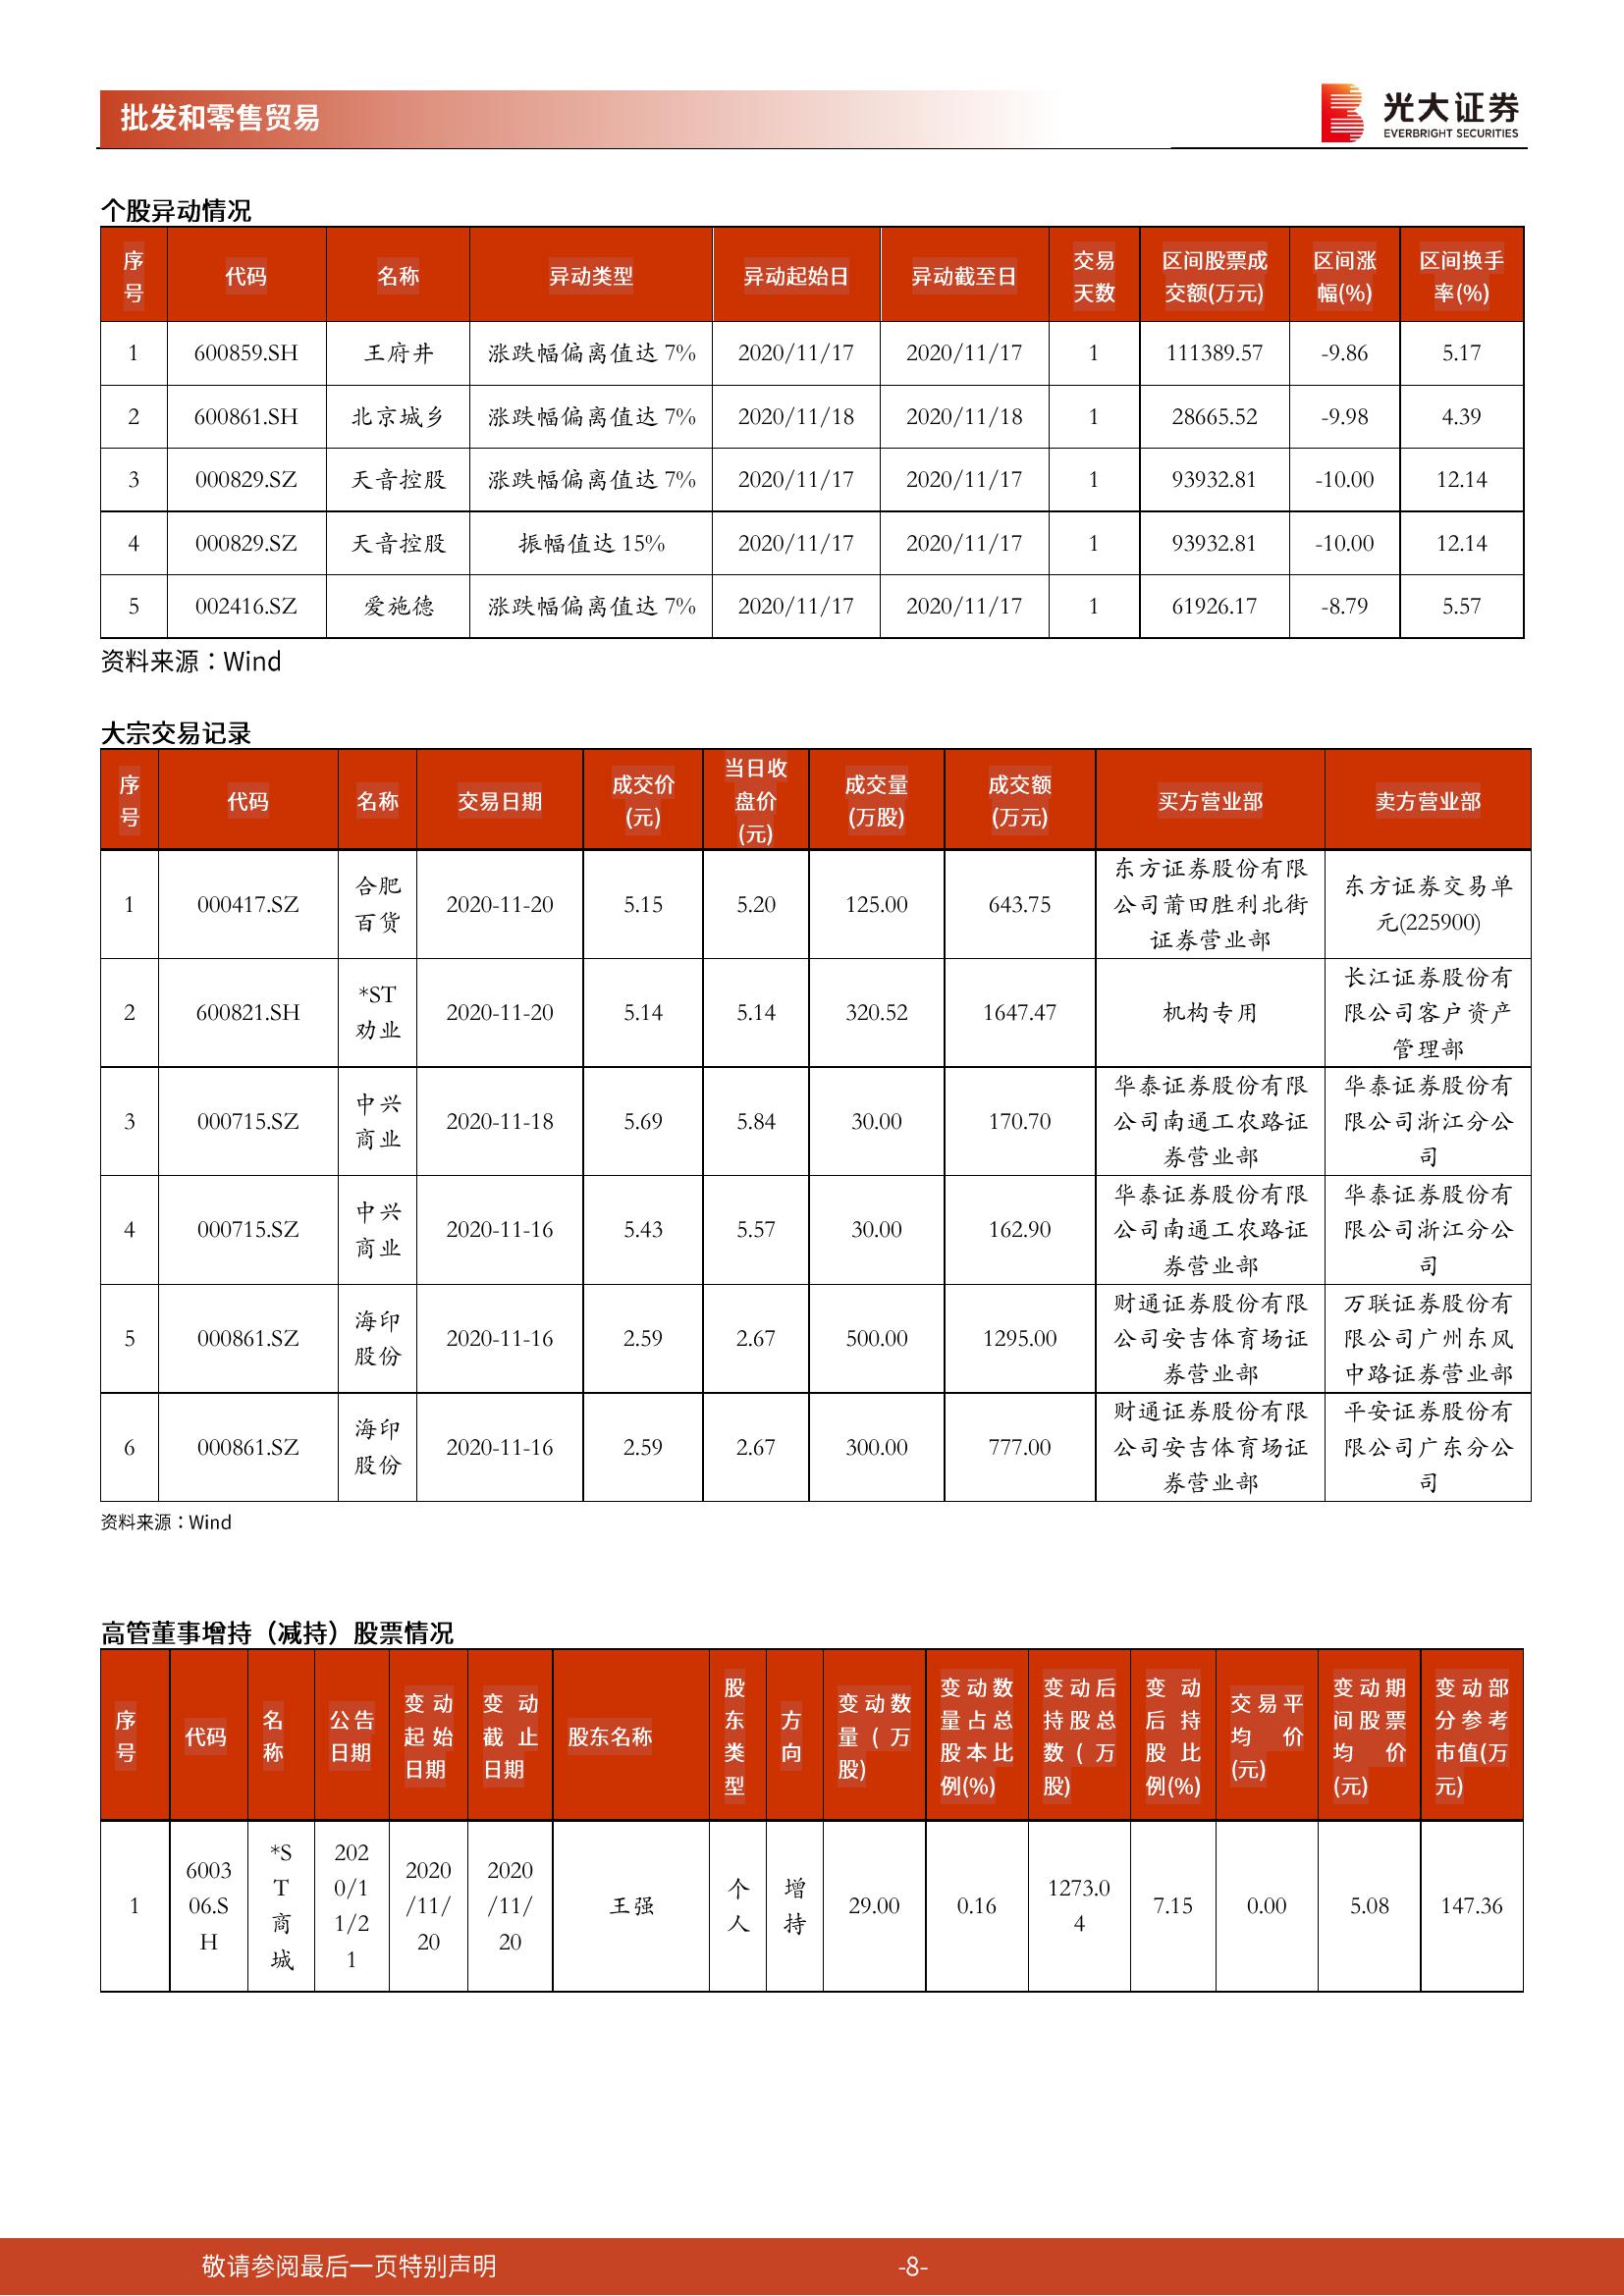 批发和零售贸易
光大证券
EVERBRIGHT SECURITIES
个股异动情况
序号 代码 名称 异动类型 异动起始日 异动截至日 交易天数 区间股票成交额(万元) 区间涨幅(%) 区间换手率(%)
1 600859.SH 王府井 涨跌幅偏离值达 7% 2020/11/17 2020/11/17 1 111389.57 -9.86 5.17
2 600861.SH 北京城乡 涨跌幅偏离值达 7% 2020/11/18 2020/11/18 1 28665.52 -9.98 4.39
3 000829.SZ 天音控股 涨跌幅偏离值达 7% 2020/11/17 2020/11/17 1 93932.81 -10.00 12.14
4 000829.SZ 天音控股 振幅值达 15% 2020/11/17 2020/11/17 1 93932.81 -10.00 12.14
5 002416.SZ 爱施德 涨跌幅偏离值达 7% 2020/11/17 2020/11/17 1 61926.17 -8.79 5.57
资料来源：Wind
大宗交易记录
序号 代码 名称 交易日期 成交价(元) 当日收盘价(元) 成交量(万股) 成交额(万元) 买方营业部 卖方营业部
1 000417.SZ 合肥百货 2020-11-20 5.15 5.20 125.00 643.75 东方证券股份有限公司莆田胜利北街证券营业部 东方证券交易单元(225900)
2 600821.SH *ST劝业 2020-11-20 5.14 5.14 320.52 1647.47 机构专用 长江证券股份有限公司客户资产管理部
3 000715.SZ 中兴商业 2020-11-18 5.69 5.84 30.00 170.70 华泰证券股份有限公司南通工农路证券营业部 华泰证券股份有限公司浙江分公司
4 000715.SZ 中兴商业 2020-11-16 5.43 5.57 30.00 162.90 华泰证券股份有限公司南通工农路证券营业部 华泰证券股份有限公司浙江分公司
5 000861.SZ 海印股份 2020-11-16 2.59 2.67 500.00 1295.00 财通证券股份有限公司安吉体育场证券营业部 万联证券股份有限公司广州东风中路证券营业部
6 000861.SZ 海印股份 2020-11-16 2.59 2.67 300.00 777.00 财通证券股份有限公司安吉体育场证券营业部 平安证券股份有限公司广东分公司
资料来源：Wind
高管董事增持（减持）股票情况
序号 代码 名称 公告日期 变动起始日期 变动截止日期 股东名称 股东类型 方向 变动数量(万股) 变动数量占总股本比例(%) 变动后持股总数(万股) 变动后持股比例(%) 交易平均价(元) 变动期间股票均价(元) 变动部分参考市值(万元)
1 600306.SH *ST商城 2020/11/21 2020/11/20 2020/11/20 王强 个人 增持 29.00 0.16 1273.04 7.15 0.00 5.08 147.36
敬请参阅最后一页特别声明 -8-